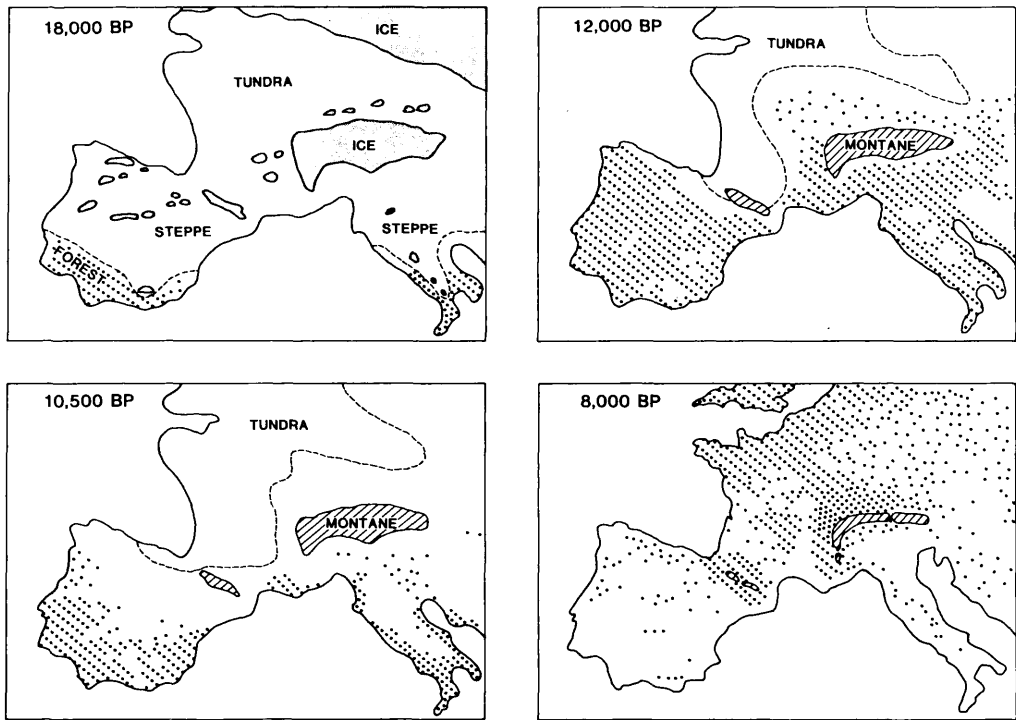 18,000 BP
ICE
TUNDRA
ICE
STEPPE
STEPPE
FOREST
12,000 BP
TUNDRA
MONTANE
10,500 BP
TUNDRA
MONTANE
8,000 BP